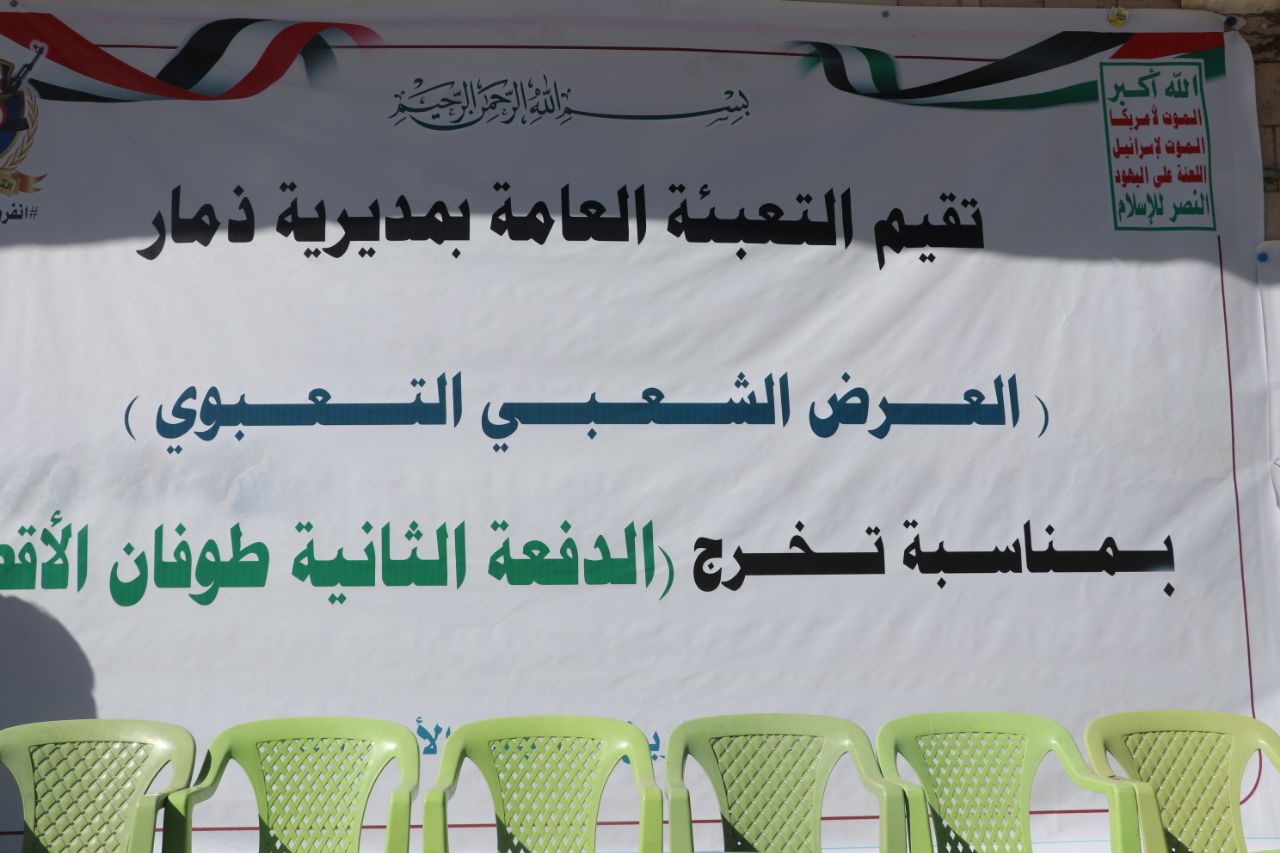 بسم الله الرحمن الرحيم
الله أكبر
الموت لأمريكا
الموت لإسرائيل
اللعنة على اليهود
النصر للإسلام
تقيم التعبئة العامة بمديرية ذمار
( العرض الشعبي التعبوي )
بمناسبة تخرج (الدفعة الثانية طوفان